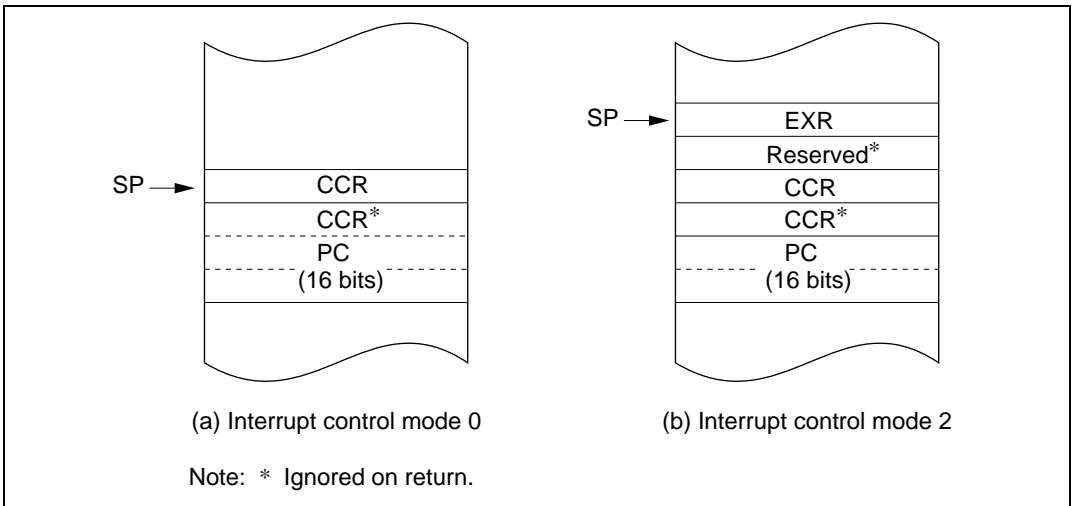 SP
CCR
CCR*
PC
(16 bits)
(a) Interrupt control mode 0
SP
EXR
Reserved*
CCR
CCR*
PC
(16 bits)
(b) Interrupt control mode 2
Note: * Ignored on return.